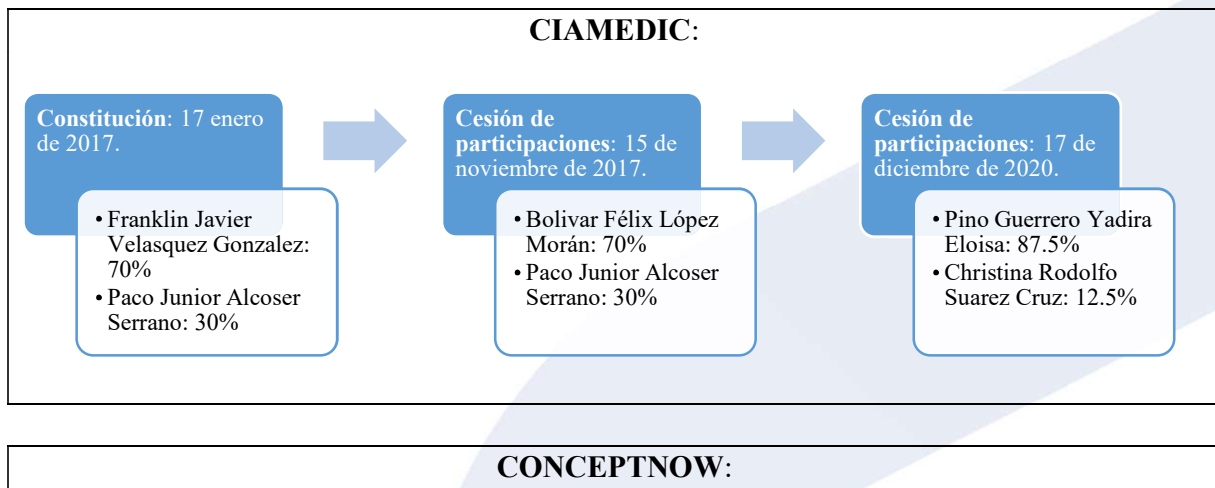 CIAMEDIC:
Constitución: 17 enero
de 2017.
• Franklin Javier
Velasquez Gonzalez:
70%
• Paco Junior Alcoser
Serrano: 30%
Cesión de
participaciones: 15 de
noviembre de 2017.
• Bolivar Félix López
Morán: 70%
• Paco Junior Alcoser
Serrano: 30%
Cesión de
participaciones: 17 de
diciembre de 2020.
• Pino Guerrero Yadira
Eloisa: 87.5%
• Christina Rodolfo
Suarez Cruz: 12.5%
CONCEPTNOW: